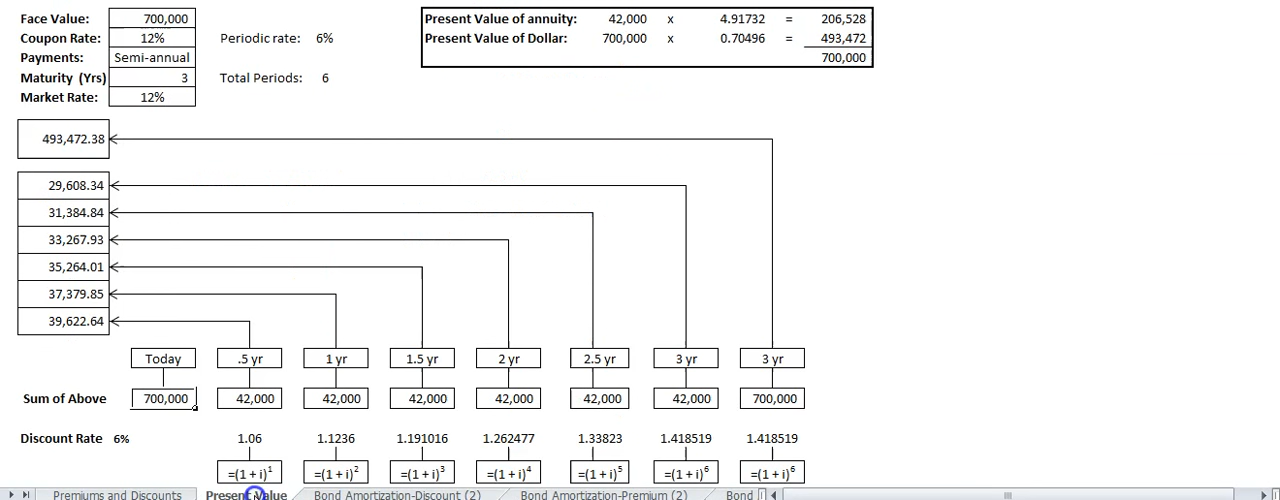 Face Value: 700,000 Present Value of annuity: 42,000 x 4.91732 = 206,528
Coupon Rate: 12% Periodic rate: 6% Present Value of Dollar: 700,000 x 0.70496 = 493,472
Payments: Semi-annual 700,000
Maturity (Yrs) 3 Total Periods: 6
Market Rate: 12%
493,472.38
29,608.34
31,384.84
33,267.93
35,264.01
37,379.85
39,622.64
Today .5 yr 1 yr 1.5 yr 2 yr 2.5 yr 3 yr 3 yr
Sum of Above 700,000 42,000 42,000 42,000 42,000 42,000 42,000 700,000
Discount Rate 6% 1.06 1.1236 1.191016 1.262477 1.33823 1.418519 1.418519
=(1 + i)1 =(1 + i)2 =(1 + i)3 =(1 + i)4 =(1 + i)5 =(1 + i)6 =(1 + i)6
Premiums and Discounts Present Value Bond Amortization-Discount (2) Bond Amortization-Premium (2) Bond